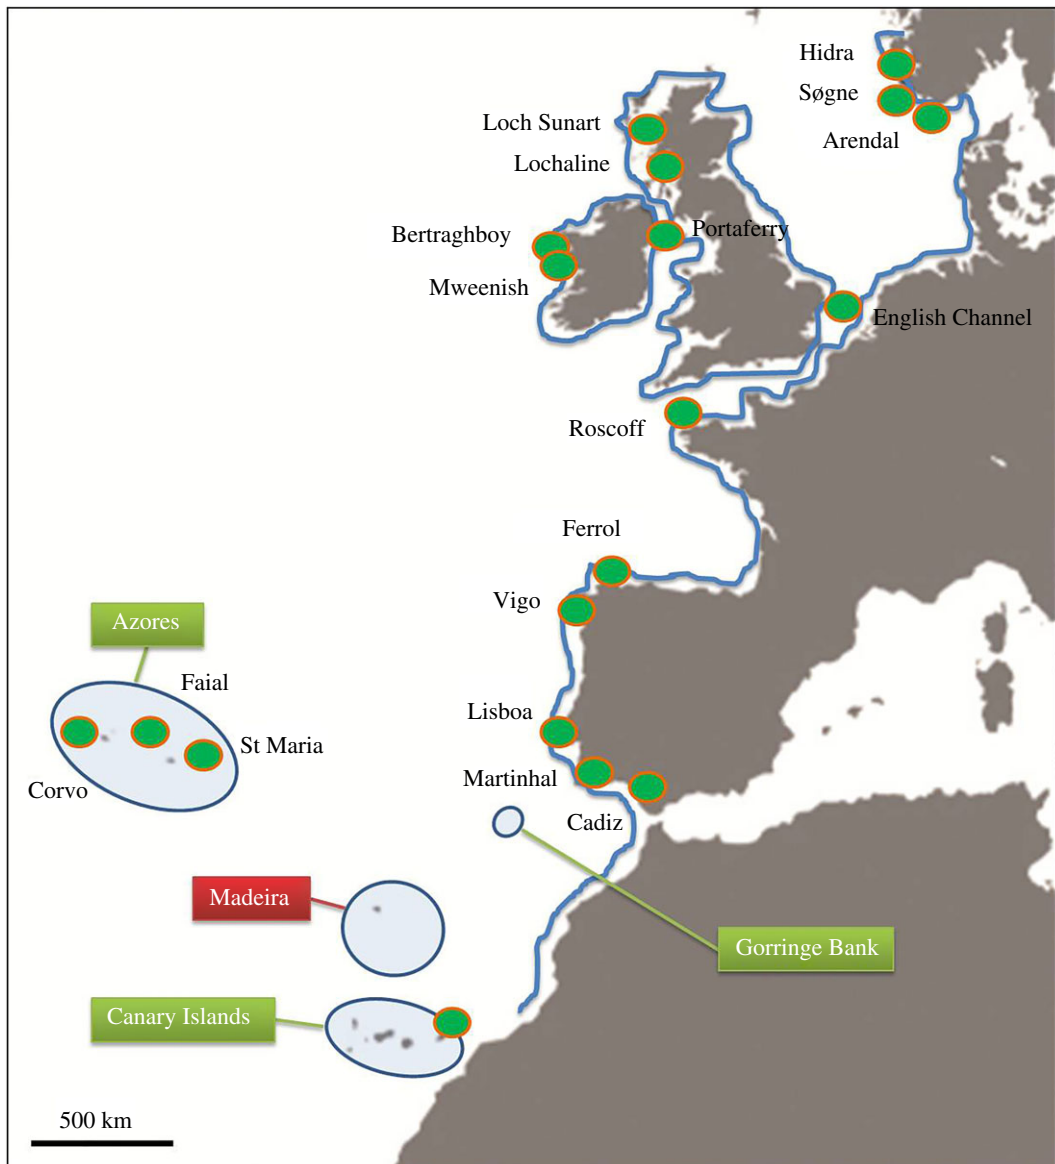 Hidra
Søgne
Arendal
Loch Sunart
Lochaline
Portaferry
Bertraghboy
Mweenish
English Channel
Roscoff
Ferrol
Vigo
Azores
Faial
St Maria
Corvo
Lisboa
Martinhal
Cadiz
Madeira
Gorringe Bank
Canary Islands
500 km